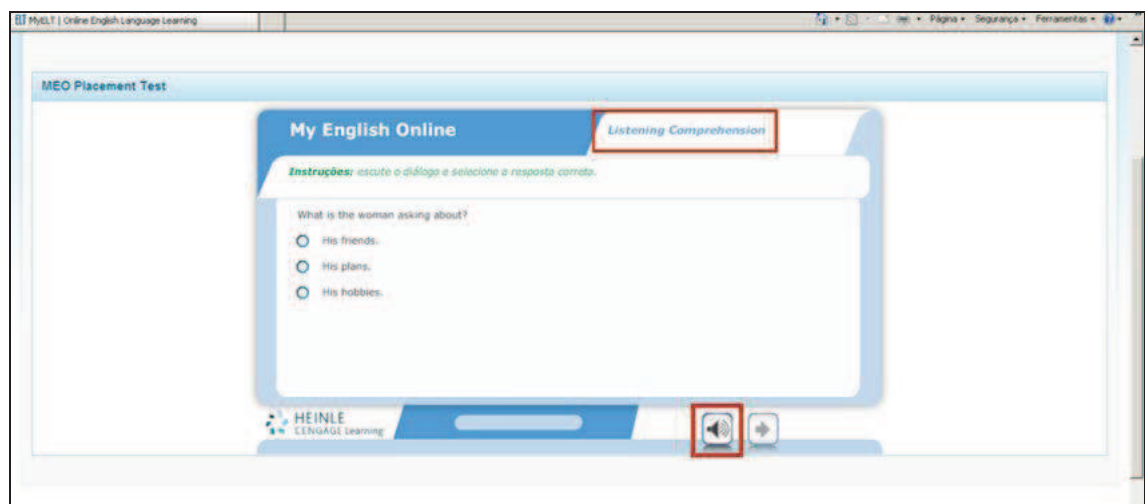 MyELT | Online English Language Learning
Página Segurança Ferramentas
MEO Placement Test
My English Online
Listening Comprehension
Instruções: escute o diálogo e selecione a resposta correta.
What is the woman asking about?
His friends.
His plans.
His hobbies.
HEINLE
CENGAGE Learning